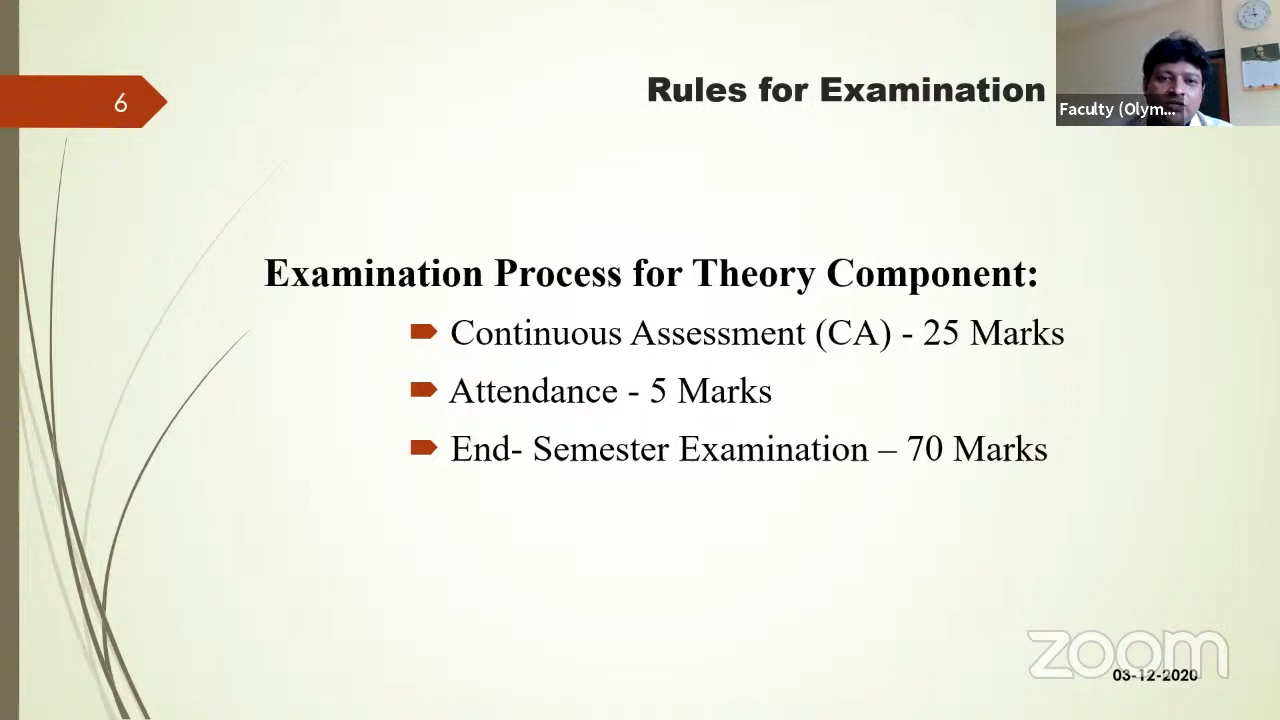 6
Rules for Examination
Faculty (Olym...
Examination Process for Theory Component:
Continuous Assessment (CA) - 25 Marks
Attendance - 5 Marks
End- Semester Examination – 70 Marks
zoom
03-12-2020